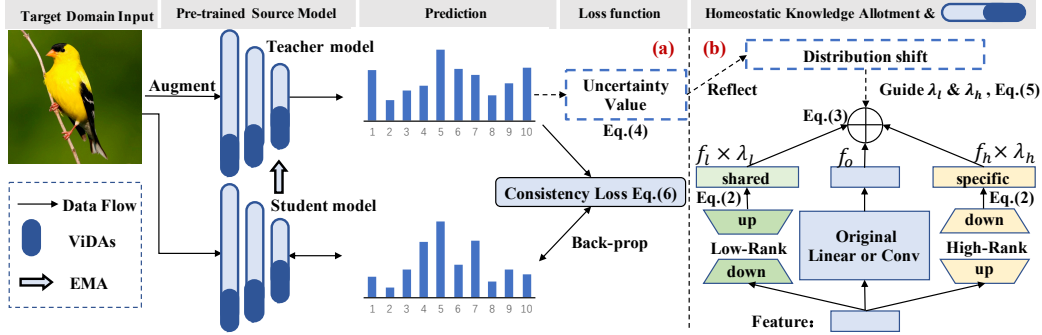 Target Domain Input
Pre-trained Source Model
Prediction
Loss function
Homeostatic Knowledge Allotment &
Teacher model
(a)
(b)
Distribution shift
Augment
Uncertainty
Value
Reflect
Guide λl & λh , Eq.(5)
1 2 3 4 5 6 7 8 9 10
Eq.(4)
Eq.(3)
fl × λl
fo
fh × λh
Data Flow
ViDAs
EMA
Student model
Consistency Loss Eq.(6)
Back-prop
shared
specific
Eq.(2)
Eq.(2)
up
down
Original
Linear or Conv
Low-Rank
High-Rank
down
up
1 2 3 4 5 6 7 8 9 10
Feature: